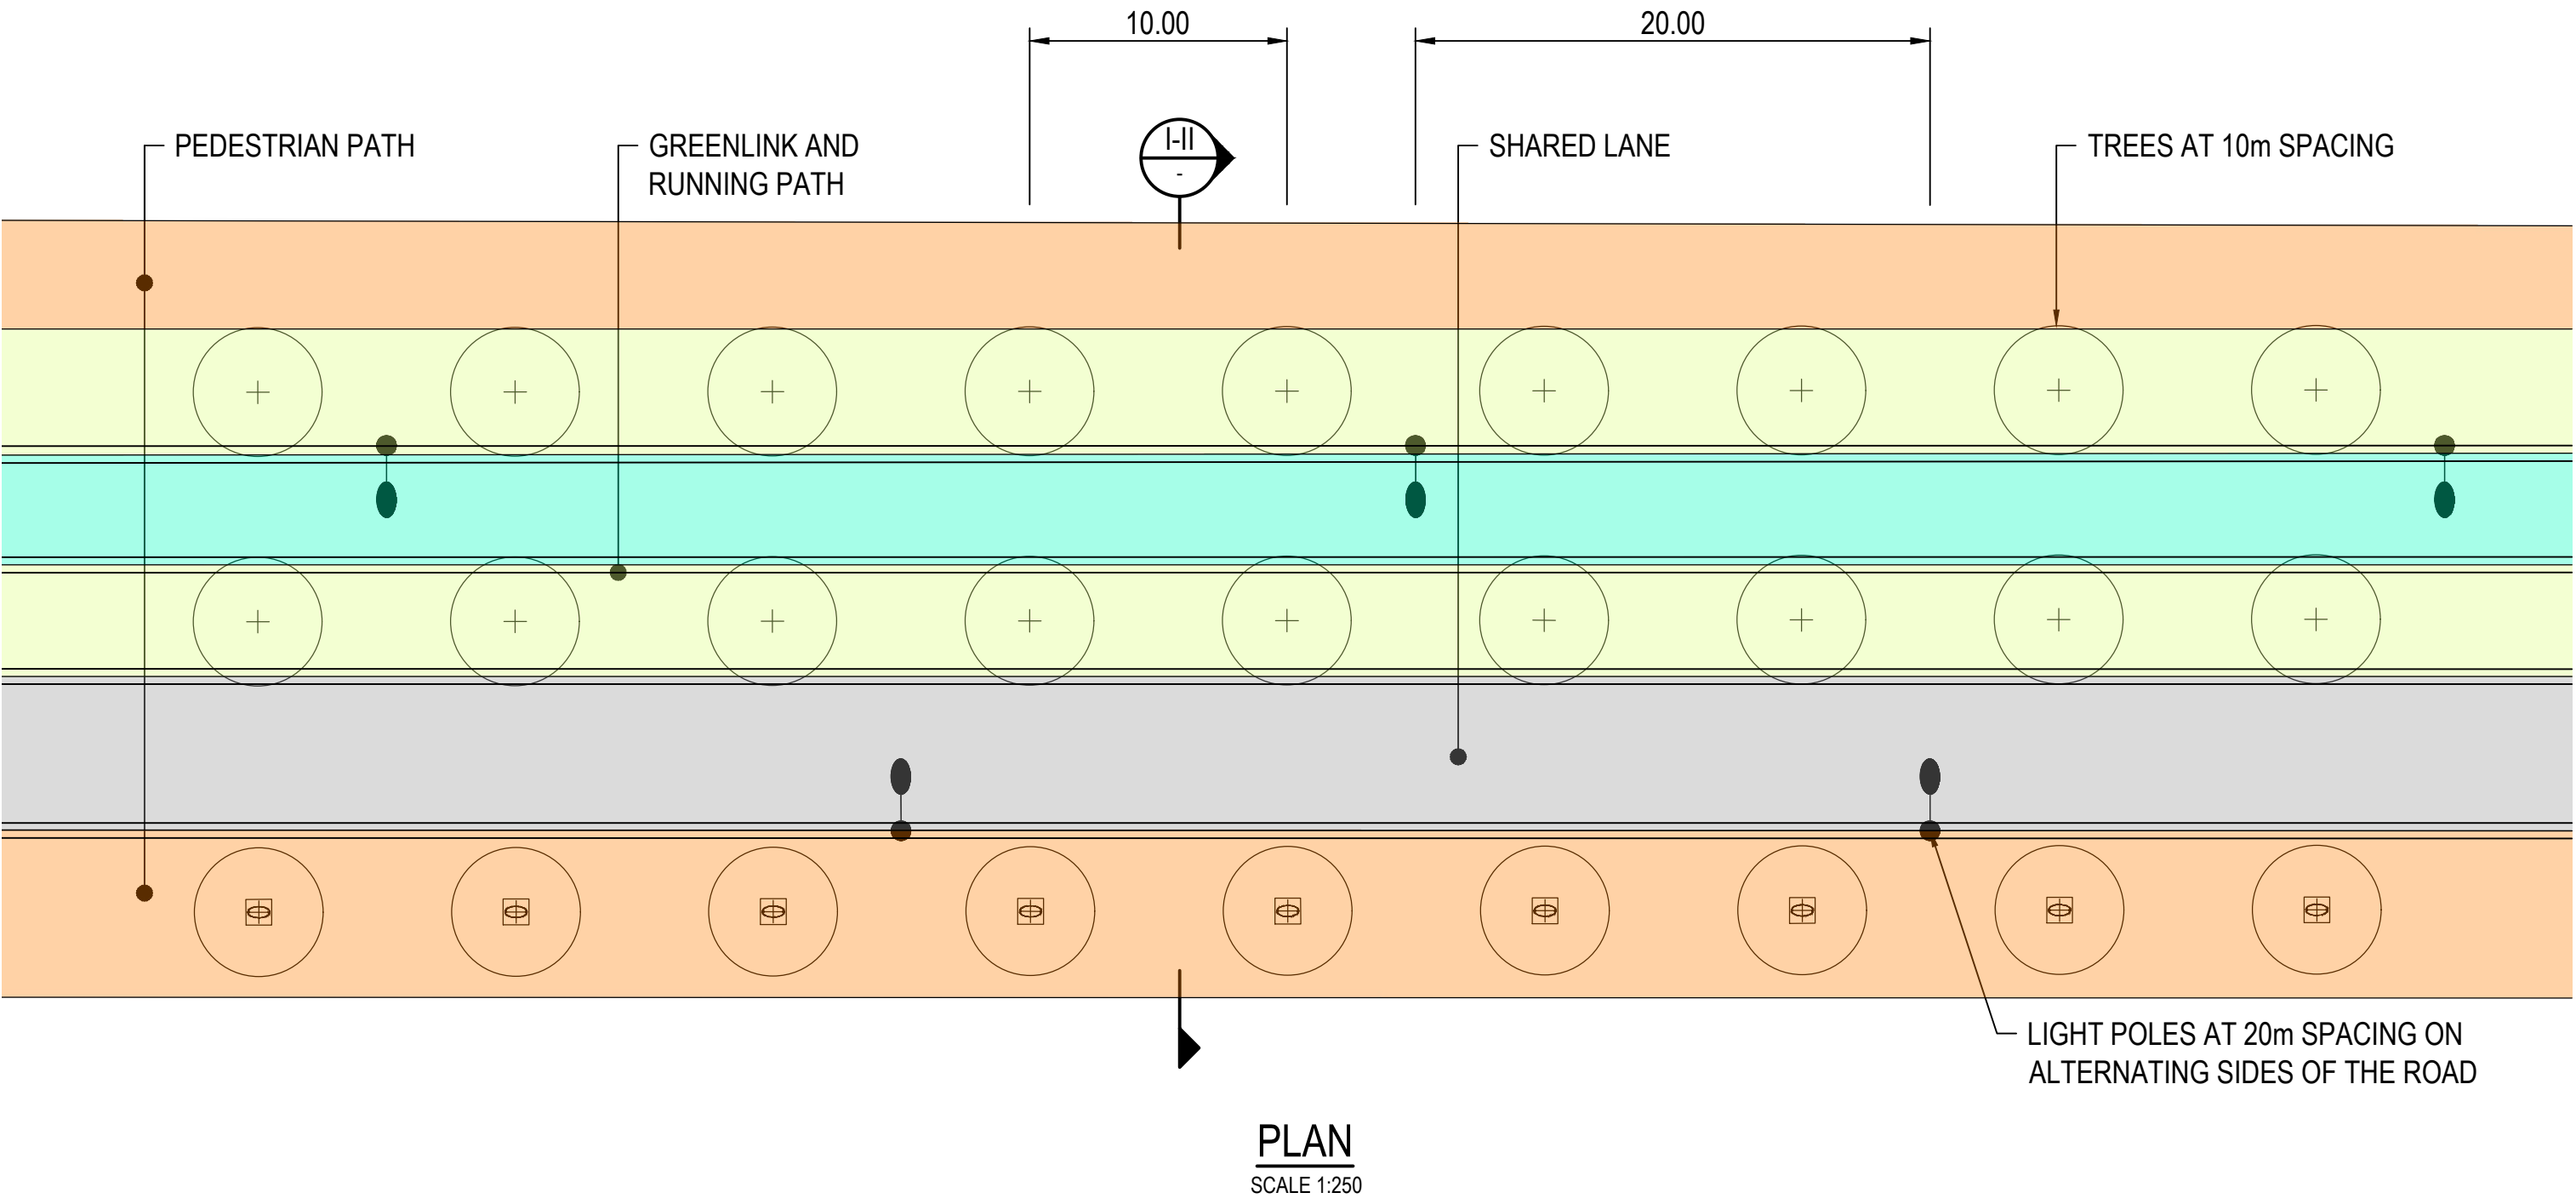 10.00
20.00
I-II
-
PEDESTRIAN PATH
GREENLINK AND
RUNNING PATH
SHARED LANE
TREES AT 10m SPACING
LIGHT POLES AT 20m SPACING ON
ALTERNATING SIDES OF THE ROAD
PLAN
SCALE 1:250